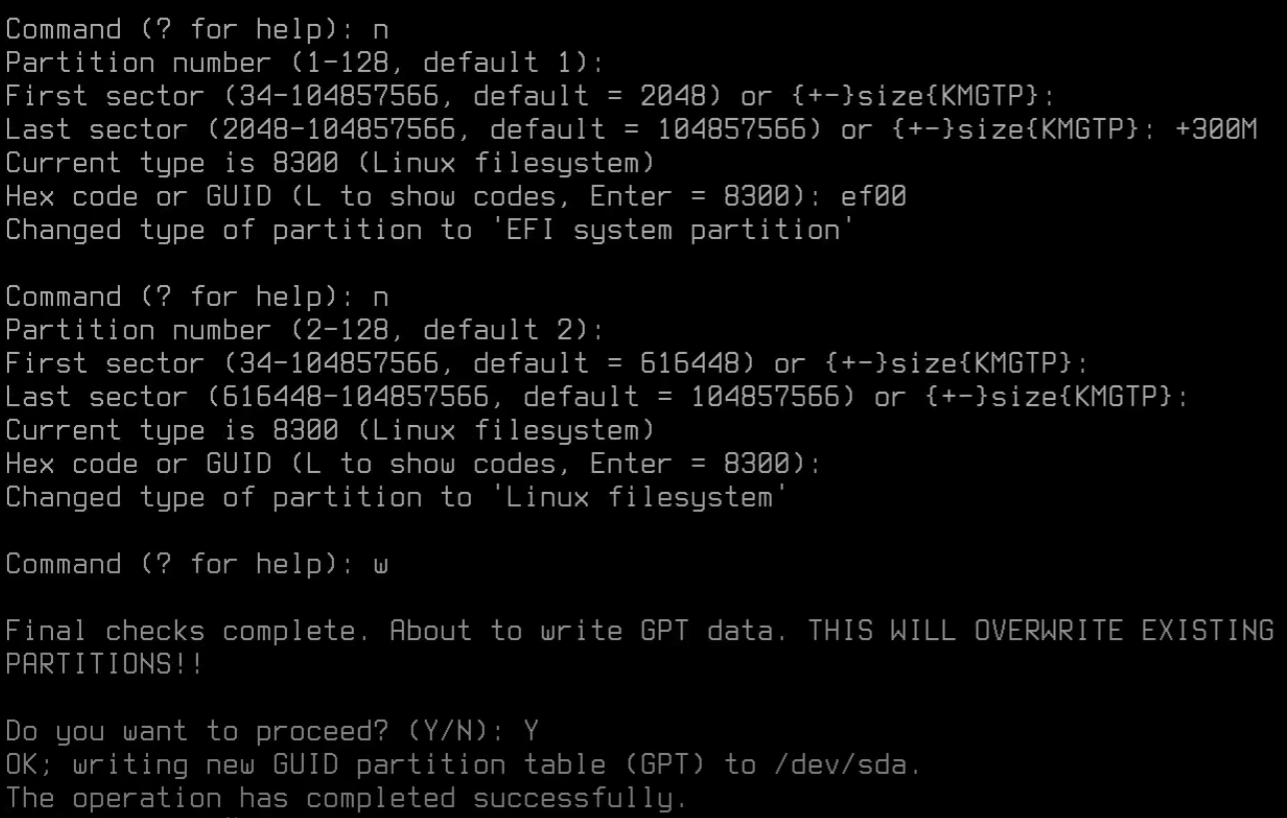 Command (? for help): n
Partition number (1-128, default 1):
First sector (34-104857566, default = 2048) or {+-}size{KMGTP}:
Last sector (2048-104857566, default = 104857566) or {+-}size{KMGTP}: +300M
Current type is 8300 (Linux filesystem)
Hex code or GUID (L to show codes, Enter = 8300): ef00
Changed type of partition to 'EFI system partition'
Command (? for help): n
Partition number (2-128, default 2):
First sector (34-104857566, default = 616448) or {+-}size{KMGTP}:
Last sector (616448-104857566, default = 104857566) or {+-}size{KMGTP}:
Current type is 8300 (Linux filesystem)
Hex code or GUID (L to show codes, Enter = 8300):
Changed type of partition to 'Linux filesystem'
Command (? for help): w
Final checks complete. About to write GPT data. THIS WILL OVERWRITE EXISTING
PARTITIONS!!
Do you want to proceed? (Y/N): Y
OK; writing new GUID partition table (GPT) to /dev/sda.
The operation has completed successfully.